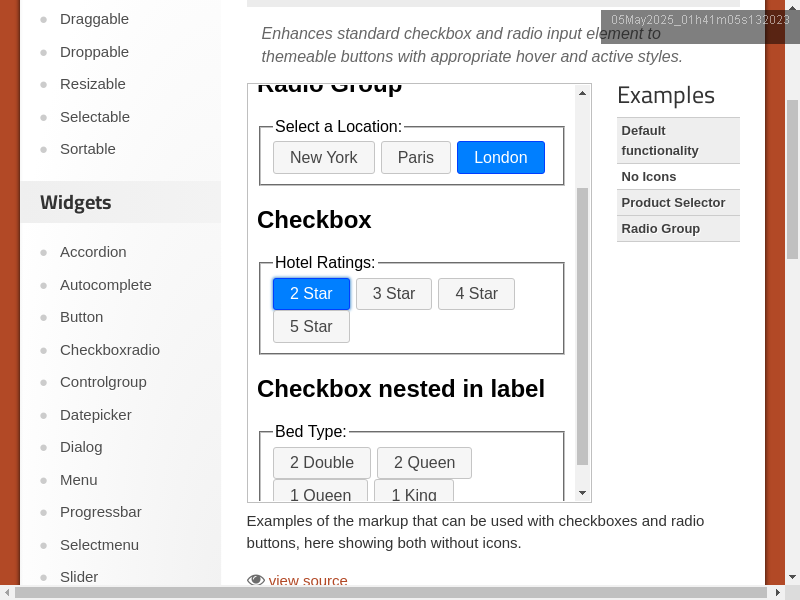 Draggable
Droppable
Resizable
Selectable
Sortable
Widgets
Accordion
Autocomplete
Button
Checkboxradio
Controlgroup
Datepicker
Dialog
Menu
Progressbar
Selectmenu
Slider
05May2025_01h41m05s132023
Enhances standard checkbox and radio input element to
themeable buttons with appropriate hover and active styles.
Radio Group
Select a Location:
New York Paris London
Checkbox
Hotel Ratings:
2 Star 3 Star 4 Star
5 Star
Checkbox nested in label
Bed Type:
2 Double 2 Queen
1 Queen 1 King
Examples of the markup that can be used with checkboxes and radio
buttons, here showing both without icons.
view source
Examples
Default
functionality
No Icons
Product Selector
Radio Group